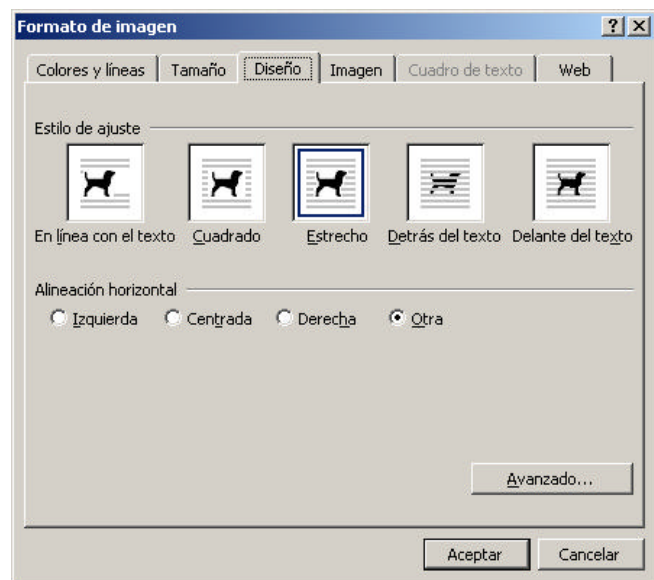 Formato de imagen
Colores y líneas Tamaño Diseño Imagen Cuadro de texto Web
Estilo de ajuste
En línea con el texto Cuadrado Estrecho Detrás del texto Delante del texto
Alineación horizontal
Izquierda Centrada Derecha Otra
Avanzado...
Aceptar Cancelar